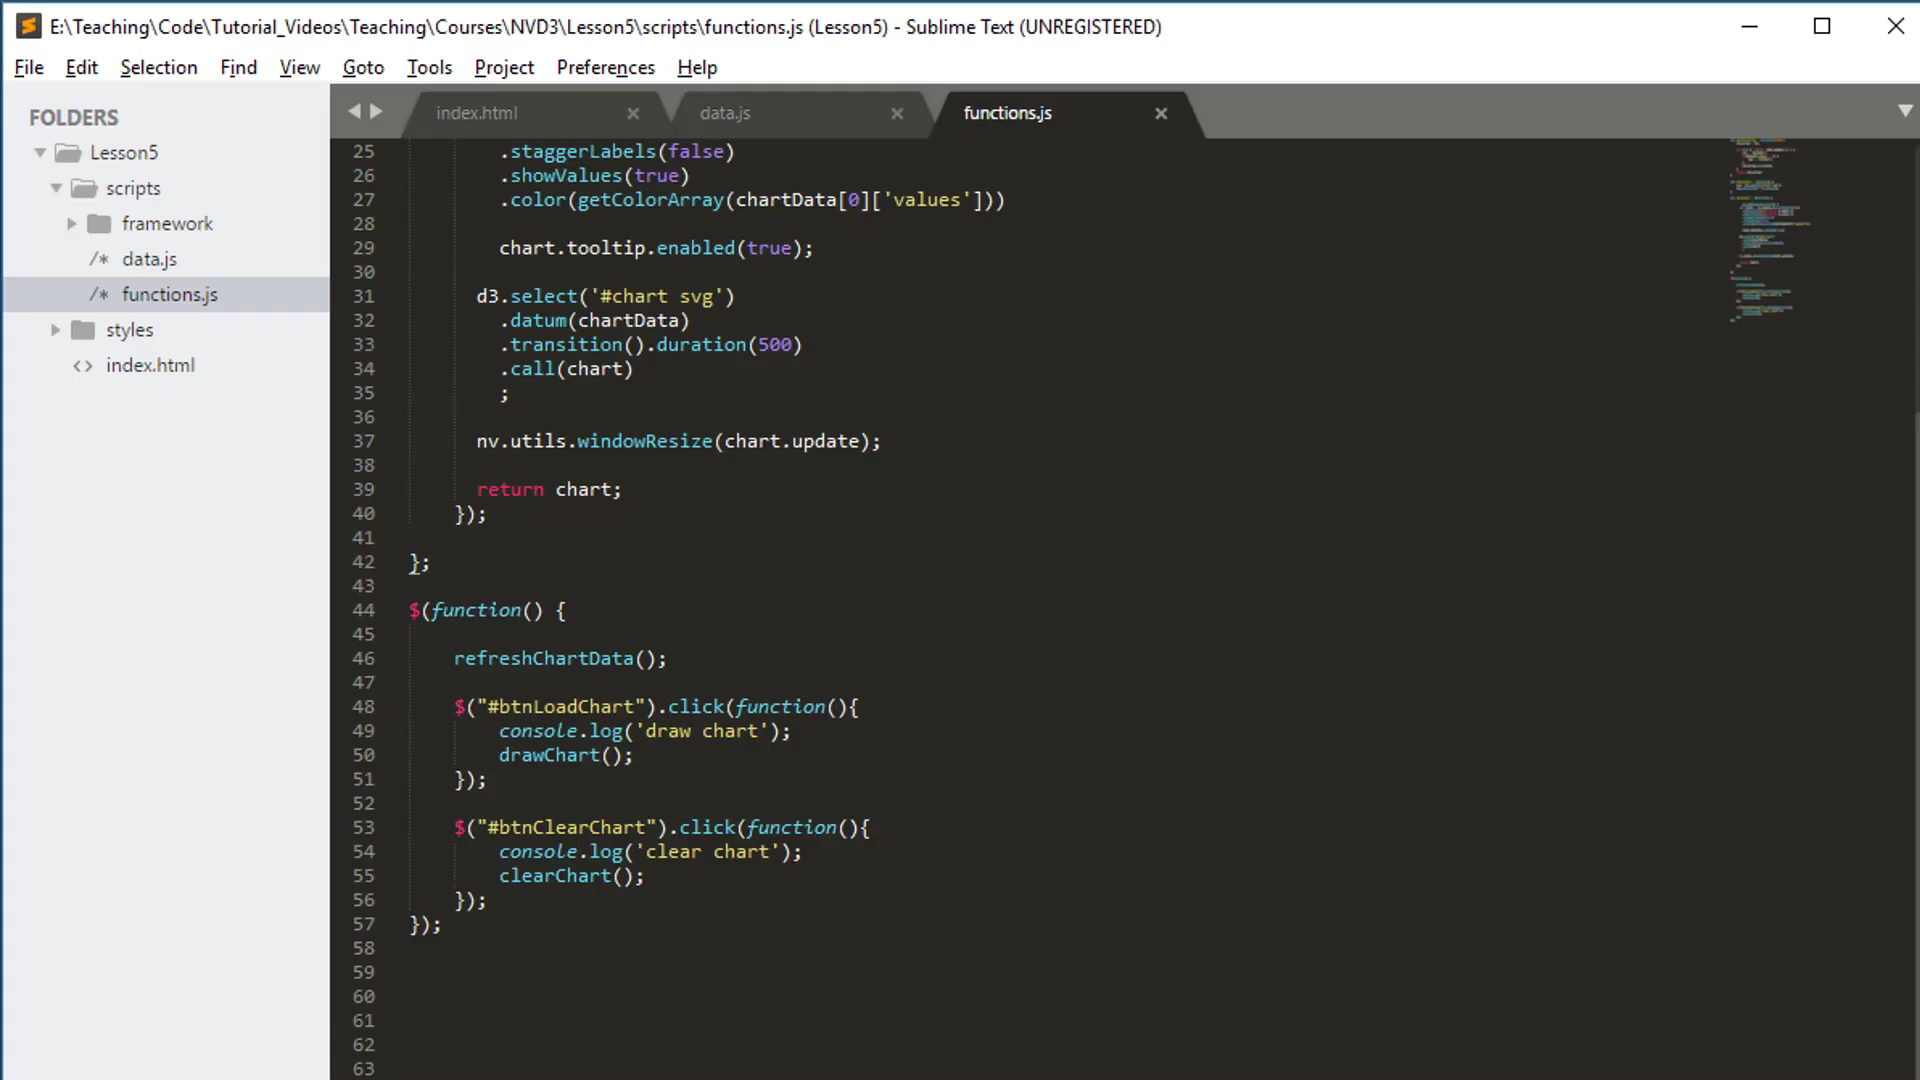 E:\Teaching\Code\Tutorial_Videos\Teaching\Courses\NVD3\Lesson5\scripts\functions.js (Lesson5) - Sublime Text (UNREGISTERED)
File Edit Selection Find View Goto Tools Project Preferences Help
FOLDERS
Lesson5
scripts
framework
/* data.js
/* functions.js
styles
<> index.html
index.html
data.js
functions.js
25 .staggerLabels(false)
26 .showValues(true)
27 .color(getColorArray(chartData[0]['values']))
28
29 chart.tooltip.enabled(true);
30
31 d3.select('#chart svg')
32 .datum(chartData)
33 .transition().duration(500)
34 .call(chart)
35 ;
36
37 nv.utils.windowResize(chart.update);
38
39 return chart;
40 });
41
42 };
43
44 $(function() {
45
46 refreshChartData();
47
48 $("#btnLoadChart").click(function(){
49 console.log('draw chart');
50 drawChart();
51 });
52
53 $("#btnClearChart").click(function(){
54 console.log('clear chart');
55 clearChart();
56 });
57 });
58
59
60
61
62
63